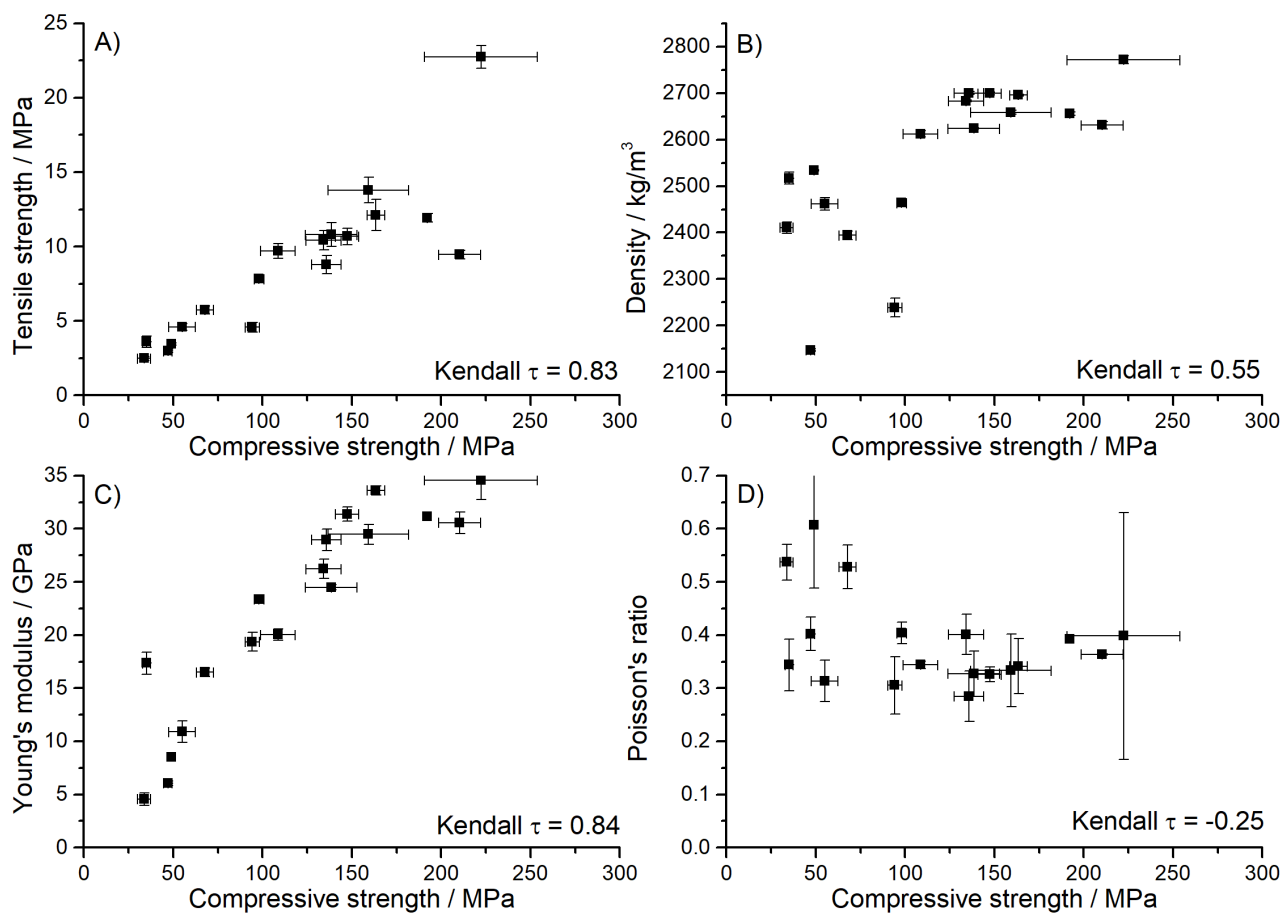 A)
Tensile strength / MPa
25
20
15
10
5
0
0 50 100 150 200 250 300
Compressive strength / MPa
Kendall τ = 0.83
B)
Density / kg/m³
2800
2700
2600
2500
2400
2300
2200
2100
0 50 100 150 200 250 300
Compressive strength / MPa
Kendall τ = 0.55
C)
Young's modulus / GPa
35
30
25
20
15
10
5
0
0 50 100 150 200 250 300
Compressive strength / MPa
Kendall τ = 0.84
D)
Poisson's ratio
0.7
0.6
0.5
0.4
0.3
0.2
0.1
0.0
0 50 100 150 200 250 300
Compressive strength / MPa
Kendall τ = -0.25